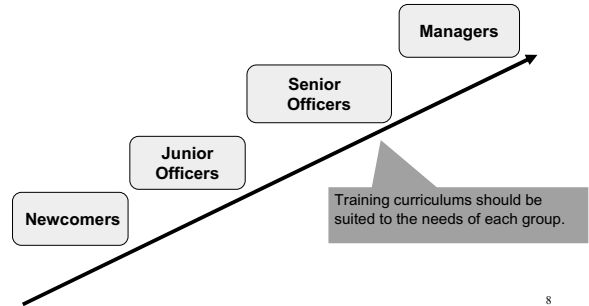 Managers
Senior
Officers
Junior
Officers
Newcomers
Training curriculums should be
suited to the needs of each group.
8